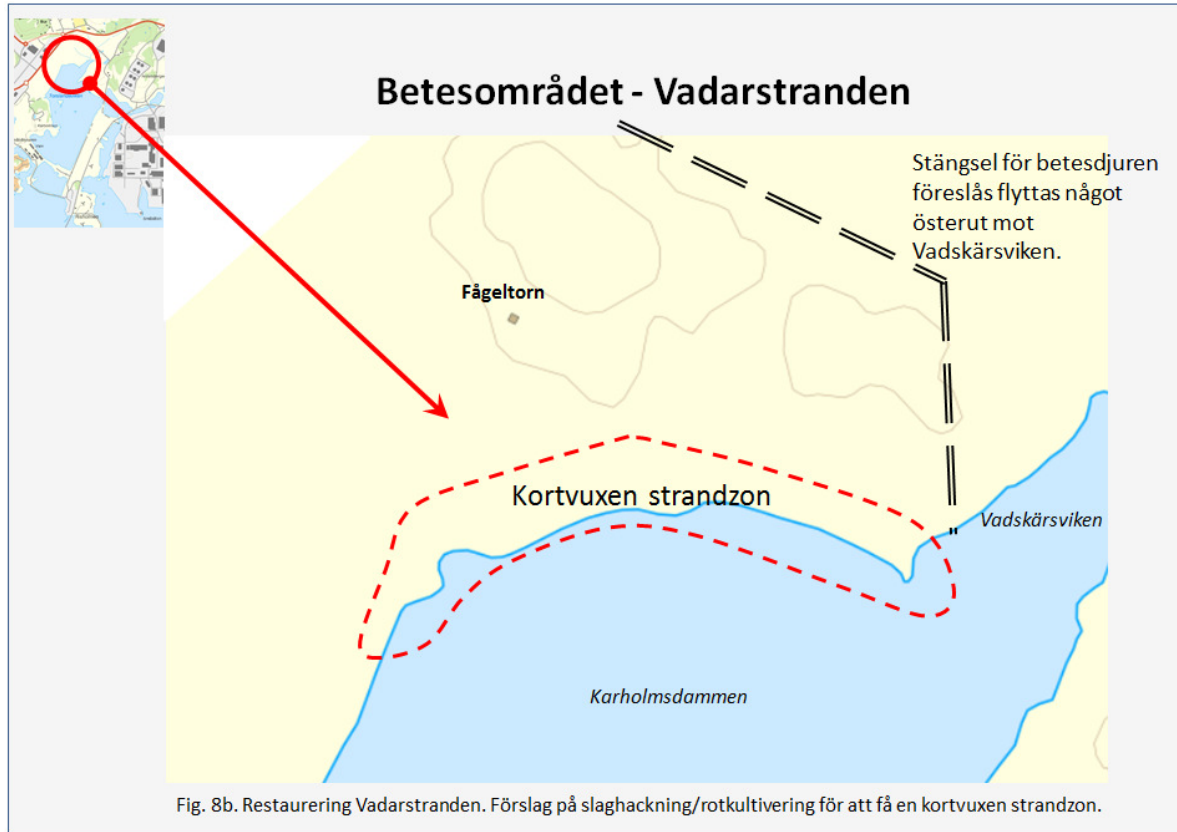 Betesområdet - Vadarstranden
Stängsel för betesdjuren
föreslås flyttas något
österut mot
Vadskärsviken.
Fågeltorn
Kortvuxen strandzon
Vadskärsviken
Karholmsdammen
Fig. 8b. Restaurering Vadarstranden. Förslag på slaghackning/rotkultivering för att få en kortvuxen strandzon.